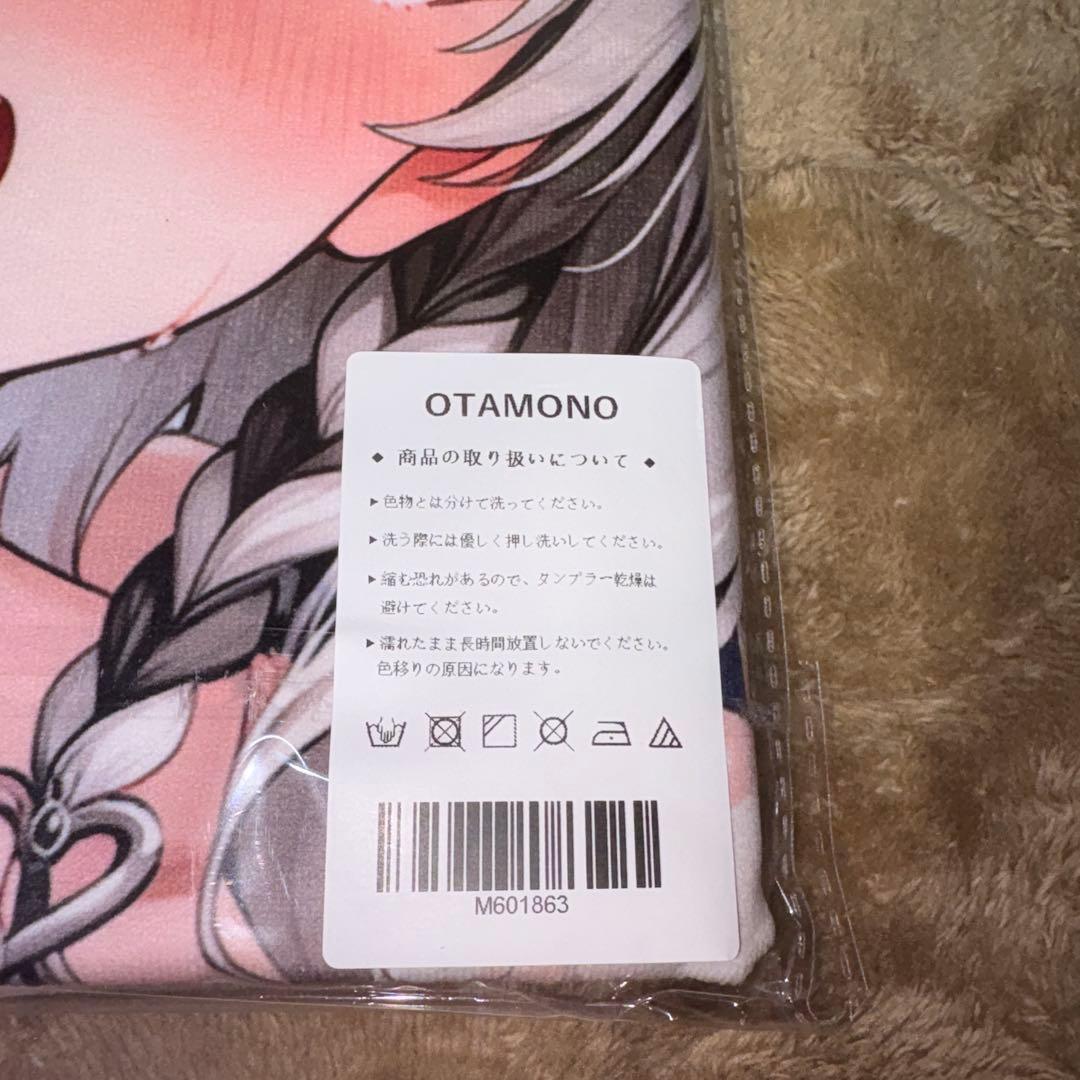 OTAMONO
◆ 商品の取り扱いについて ◆
▶色物とは分けて洗ってください。
▶洗う際には優しく押し洗いしてください。
▶縮む恐れがあるので、タンプラー乾燥は
避けてください。
▶濡れたまま長時間放置しないでください。
色移りの原因になります。
M601863